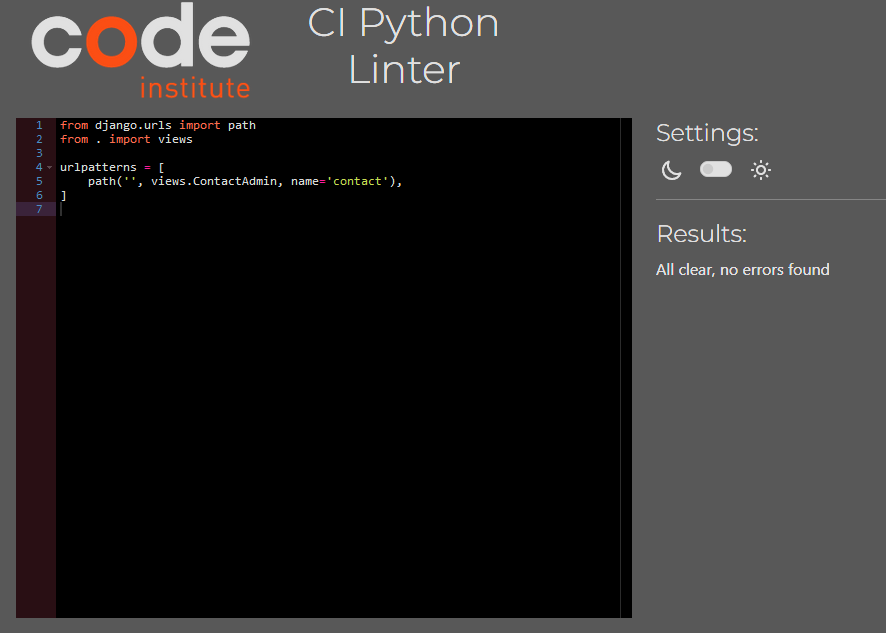 code
institute
CI Python
Linter
1 from django.urls import path
2 from . import views
3
4 urlpatterns = [
5     path('', views.ContactAdmin, name='contact'),
6 ]
7
Settings:
Results:
All clear, no errors found